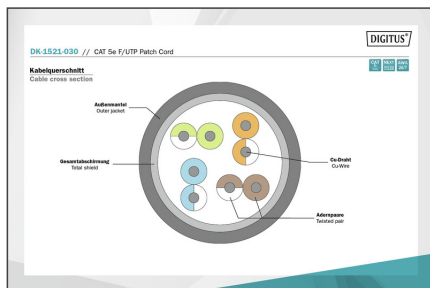 DIGITUS®
DK-1521-030 // CAT 5e F/UTP Patch Cord
Kabelquerschnitt
Cable cross section
Außenmantel
Outer jacket
Gesamtabschirmung
Total shield
Cu-Draht
Cu-Wire
Adernpaare
Twisted pair